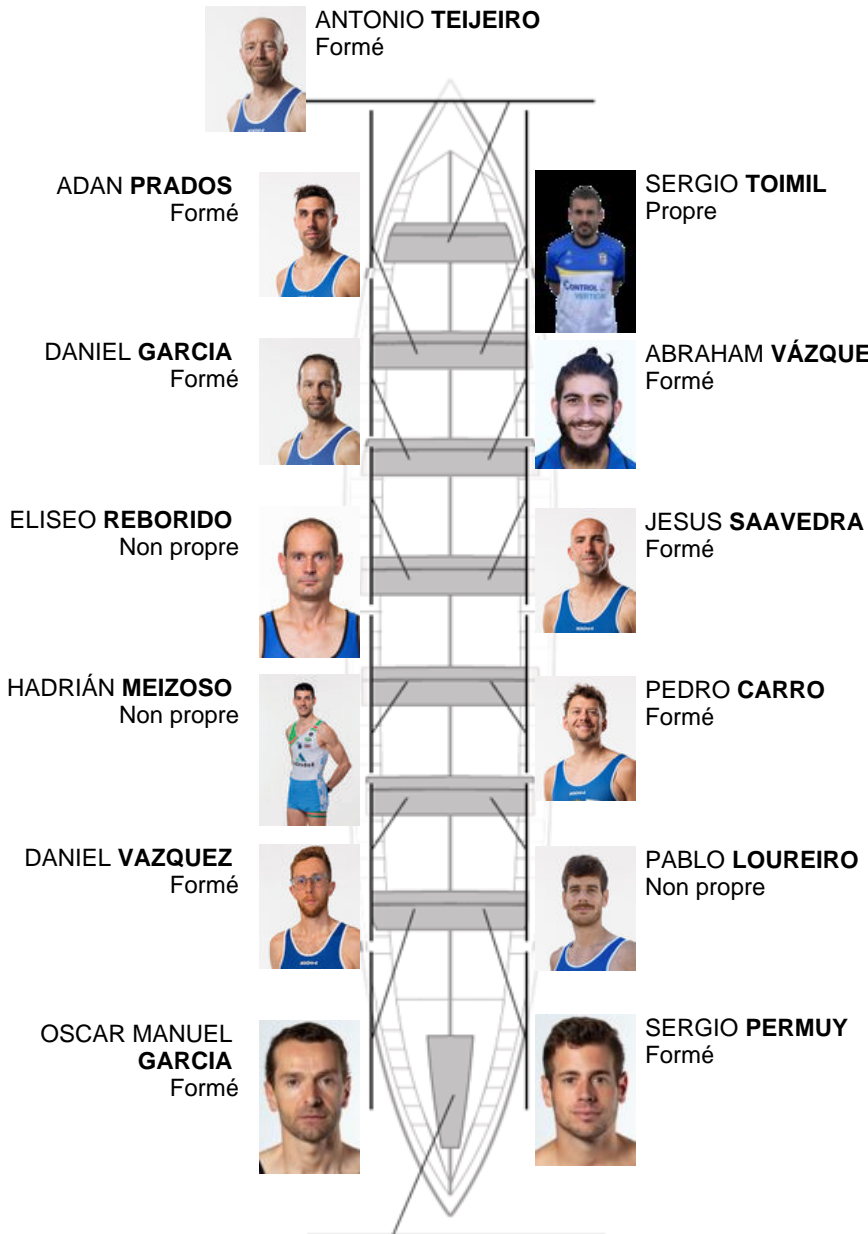 ANTONIO TEIJEIRO
Formé
ADAN PRADOS
Formé
SERGIO TOIMIL
Propre
CONTROL
VERTICAL
DANIEL GARCIA
Formé
ABRAHAM VÁZQUE
Formé
ELISEO REBORIDO
Non propre
JESUS SAAVEDRA
Formé
HADRIÁN MEIZOSO
Non propre
PEDRO CARRO
Formé
DANIEL VAZQUEZ
Formé
PABLO LOUREIRO
Non propre
OSCAR MANUEL
GARCIA
Formé
SERGIO PERMUY
Formé